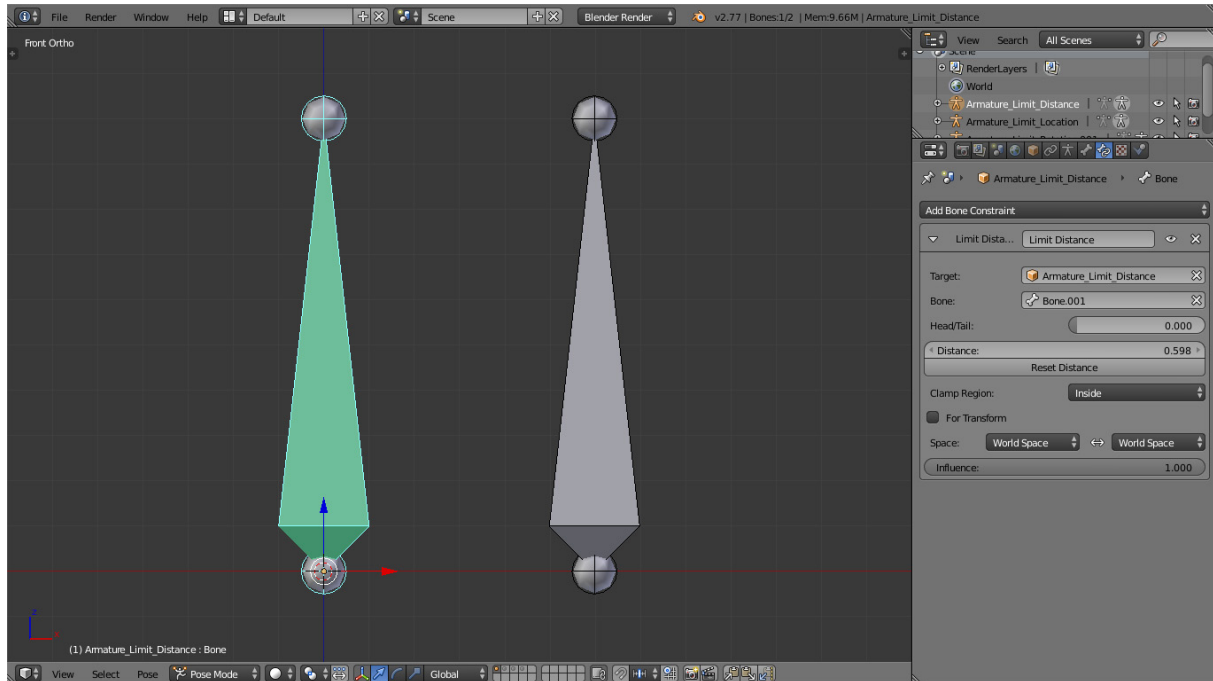 File Render Window Help Default Scene Blender Render v2.77 | Bones:1/2 | Mem:9.66M | Armature_Limit_Distance
Front Ortho
View Search All Scenes
Scene
RenderLayers |
World
Armature_Limit_Distance |
Armature_Limit_Location |
Armature_Limit_Distance Bone
Add Bone Constraint
Limit Dista... Limit Distance
Target: Armature_Limit_Distance
Bone: Bone.001
Head/Tail: 0.000
Distance: 0.598
Reset Distance
Clamp Region: Inside
For Transform
Space: World Space World Space
Influence: 1.000
z
x
(1) Armature_Limit_Distance : Bone
View Select Pose Pose Mode Global